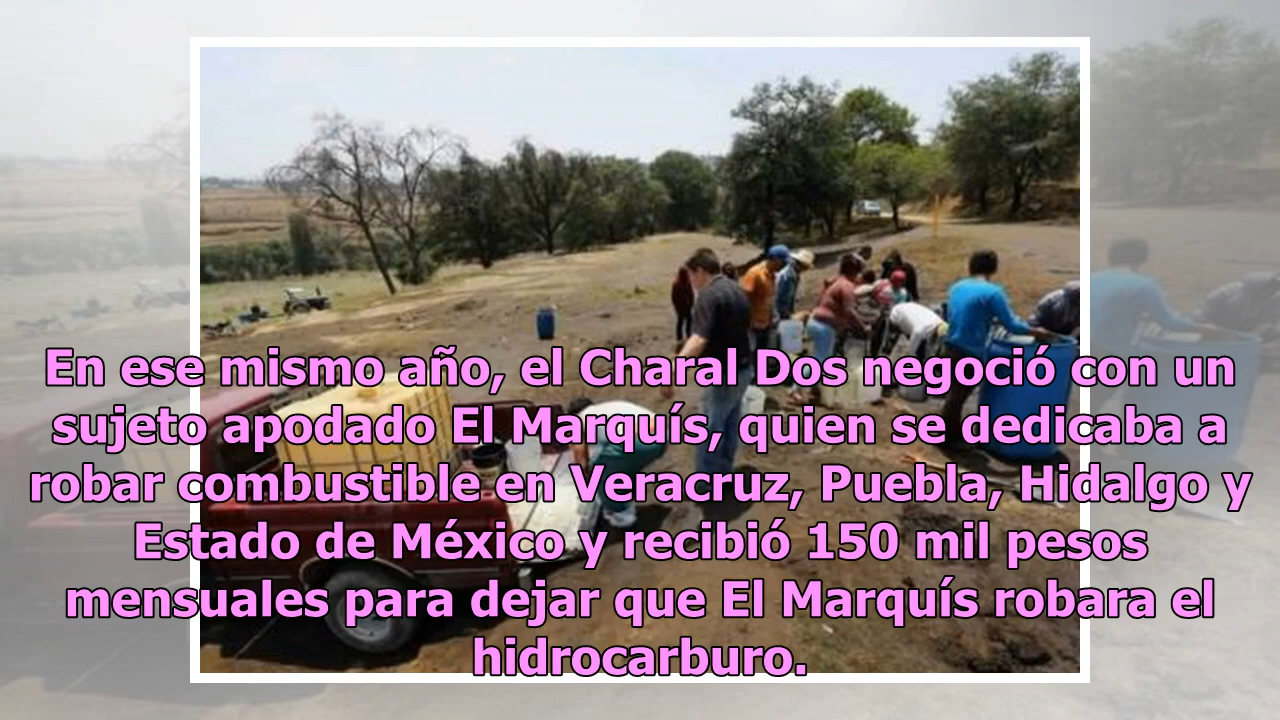 En ese mismo año, el Charal Dos negoció con un
sujeto apodado El Marquís, quien se dedicaba a
robar combustible en Veracruz, Puebla, Hidalgo y
Estado de México y recibió 150 mil pesos
mensuales para dejar que El Marquís robara el
hidrocarburo.